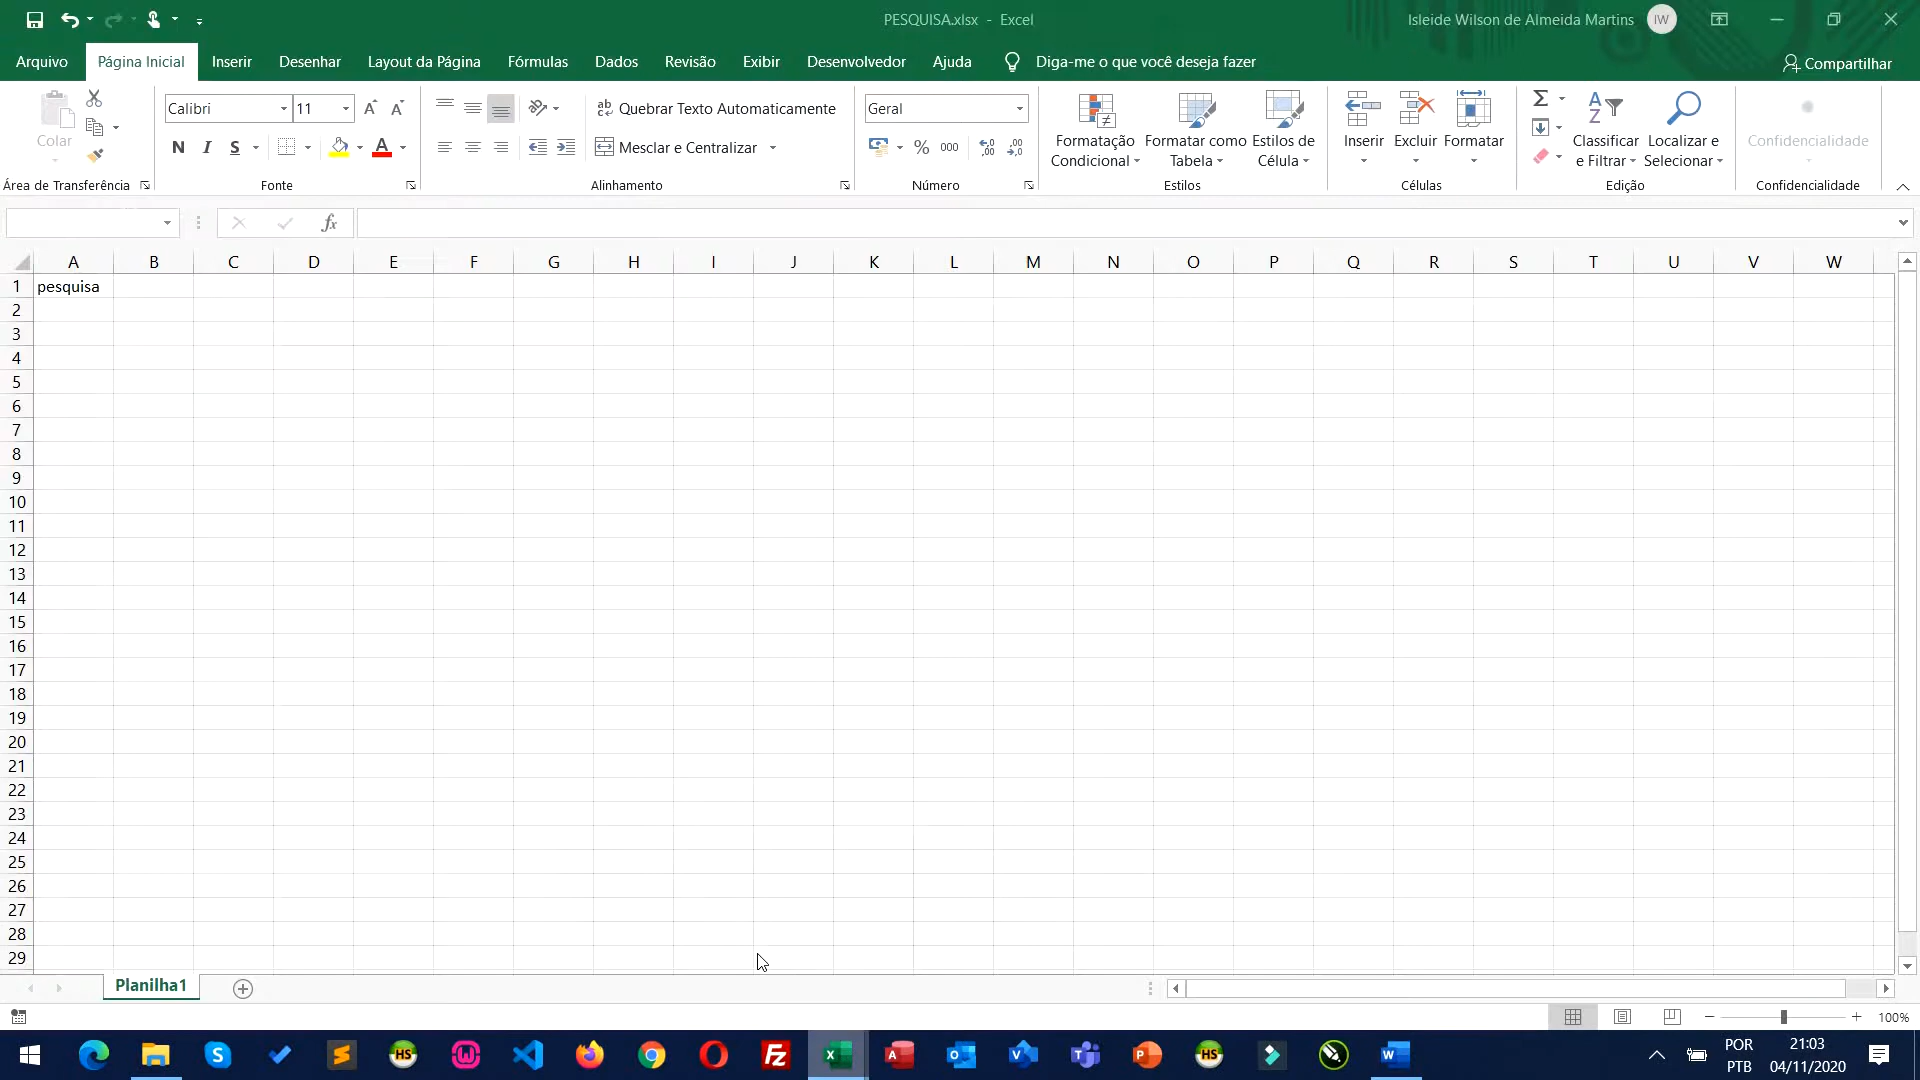 PESQUISA.xlsx - Excel
Isleide Wilson de Almeida Martins
IW
Arquivo
Página Inicial
Inserir
Desenhar
Layout da Página
Fórmulas
Dados
Revisão
Exibir
Desenvolvedor
Ajuda
Diga-me o que você deseja fazer
Compartilhar
Colar
Área de Transferência
Calibri
11
N
I
S
Fonte
Quebrar Texto Automaticamente
Mesclar e Centralizar
Alinhamento
Geral
% 000
Número
Formatação
Condicional
Formatar como
Tabela
Estilos de
Célula
Estilos
Inserir
Excluir
Formatar
Células
Classificar
e Filtrar
Localizar e
Selecionar
Edição
Confidencialidade
Confidencialidade
fx
A B C D E F G H I J K L M N O P Q R S T U V W
1 pesquisa
2
3
4
5
6
7
8
9
10
11
12
13
14
15
16
17
18
19
20
21
22
23
24
25
26
27
28
29
Planilha1
100%
POR
PTB
21:03
04/11/2020